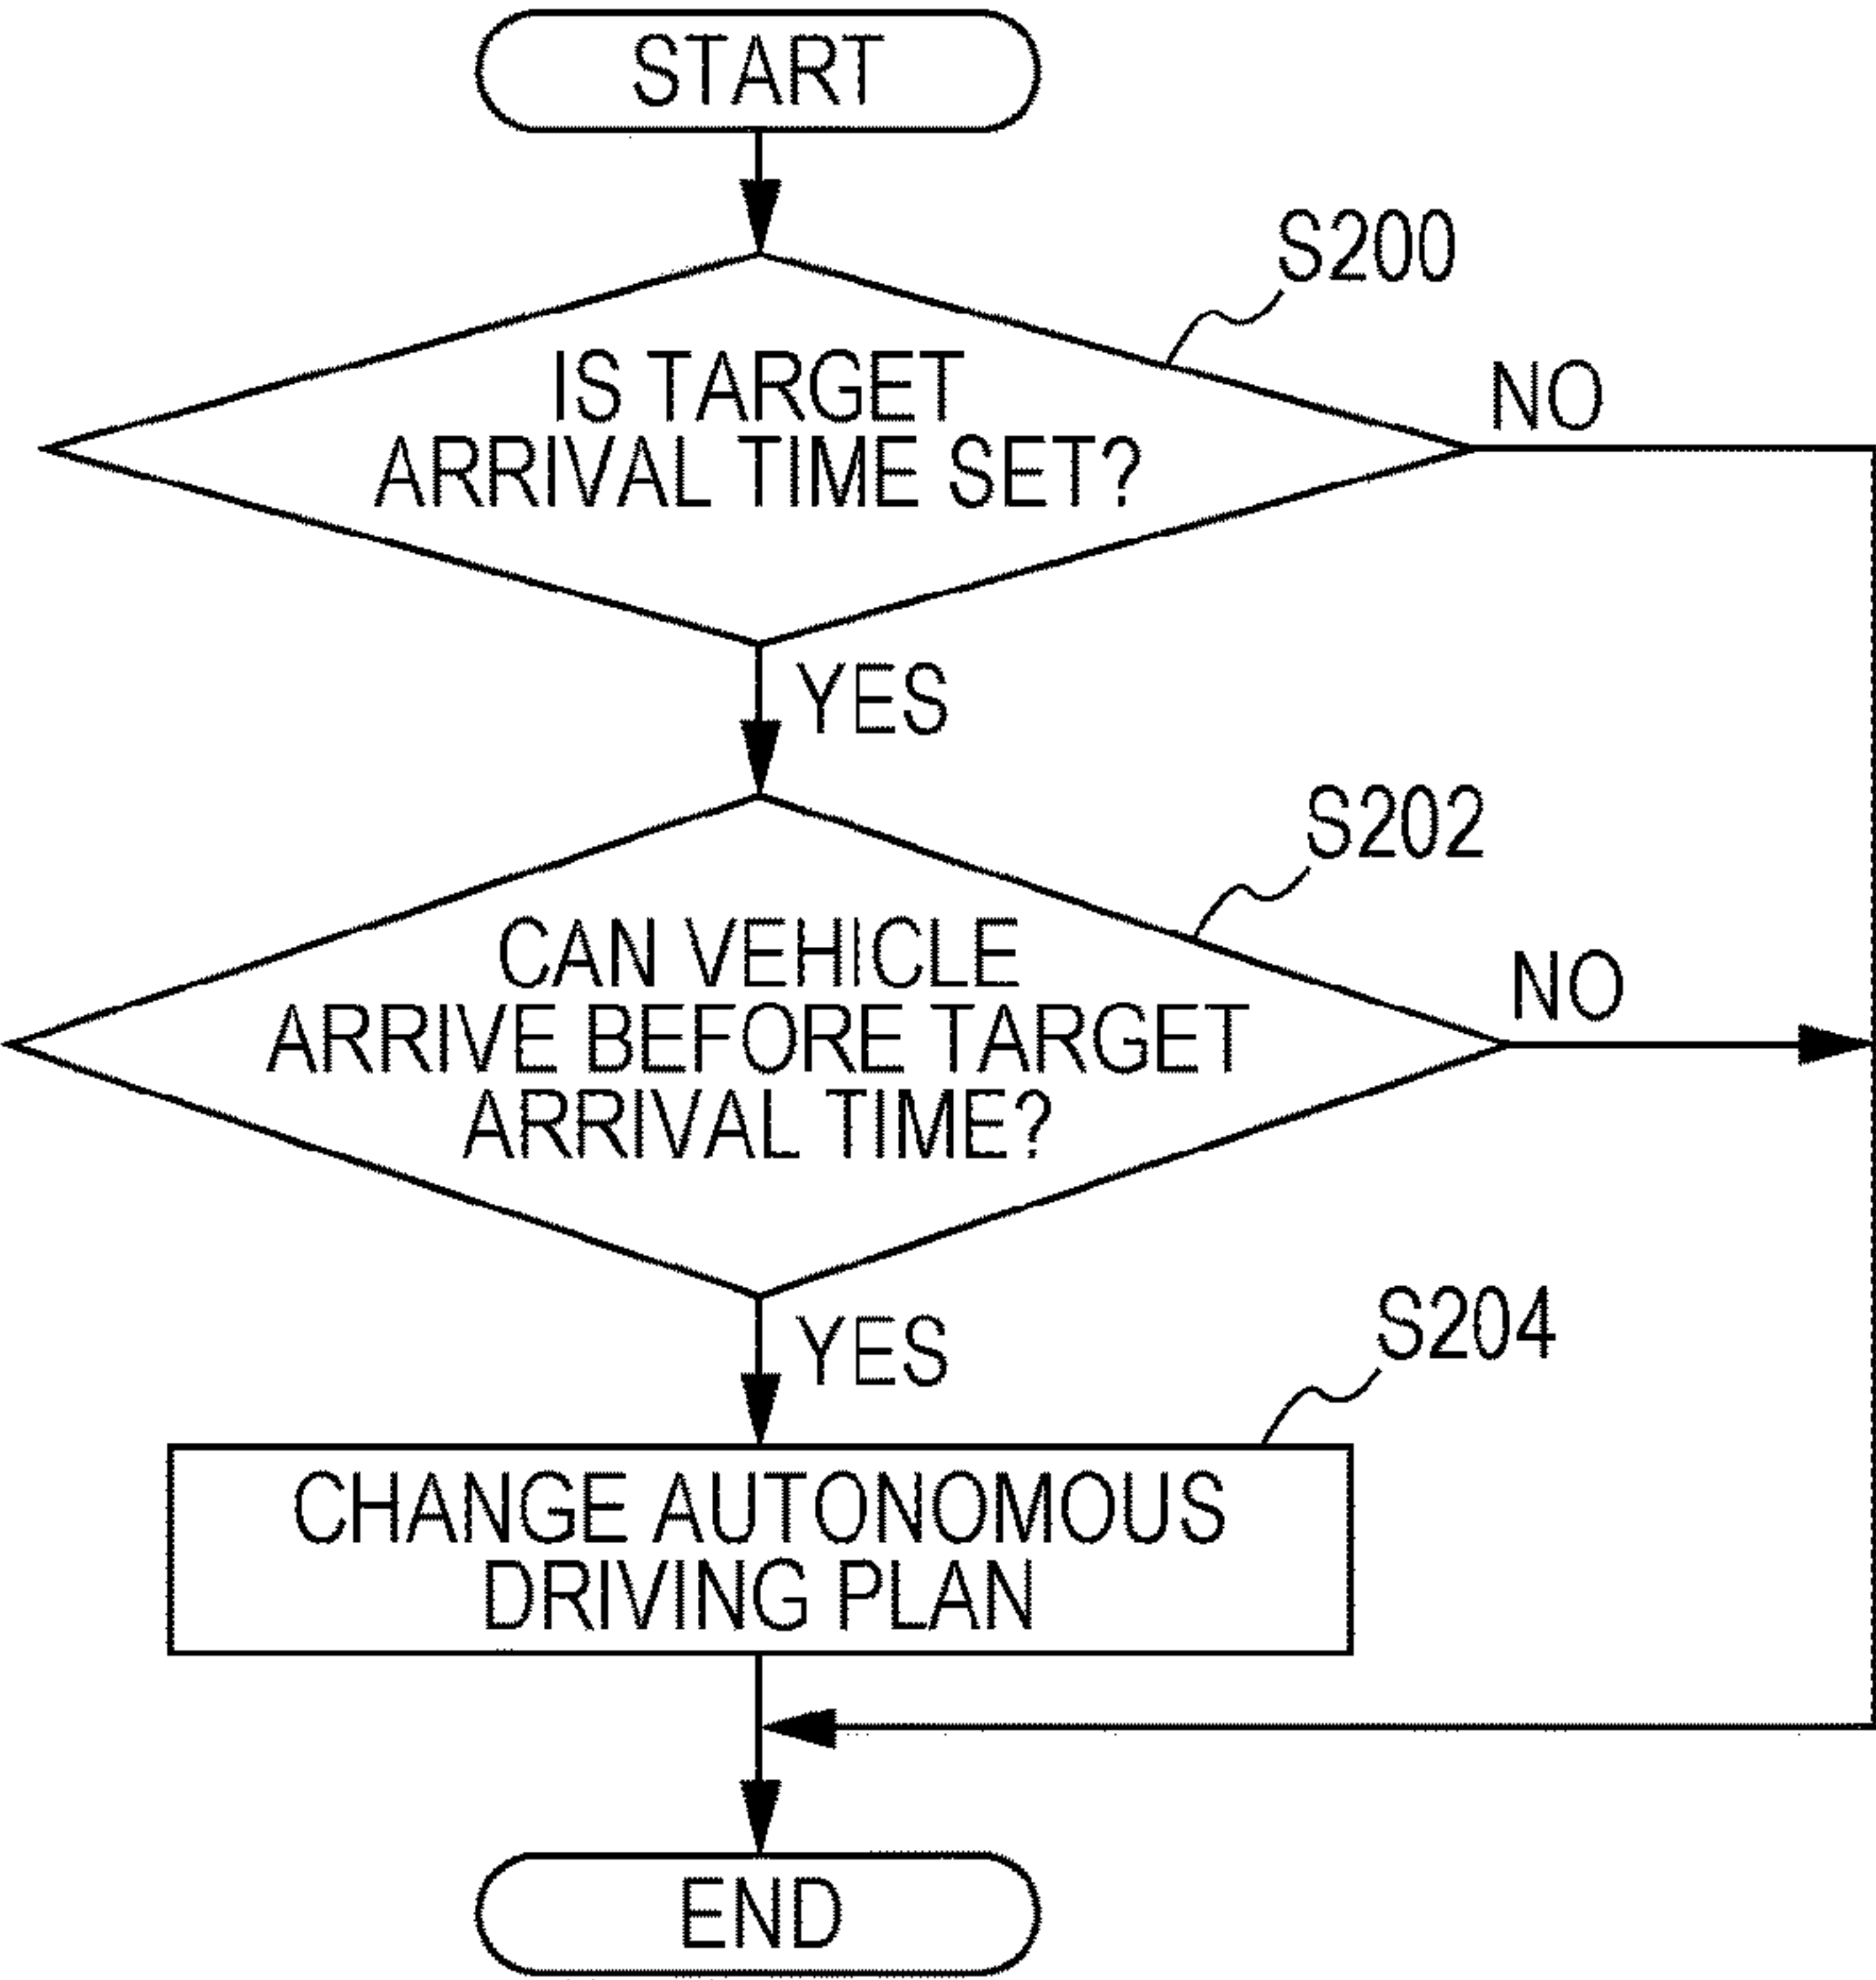 START
S200
IS TARGET
ARRIVAL TIME SET?
NO
YES
S202
CAN VEHICLE
ARRIVE BEFORE TARGET
ARRIVAL TIME?
NO
YES
S204
CHANGE AUTONOMOUS
DRIVING PLAN
END